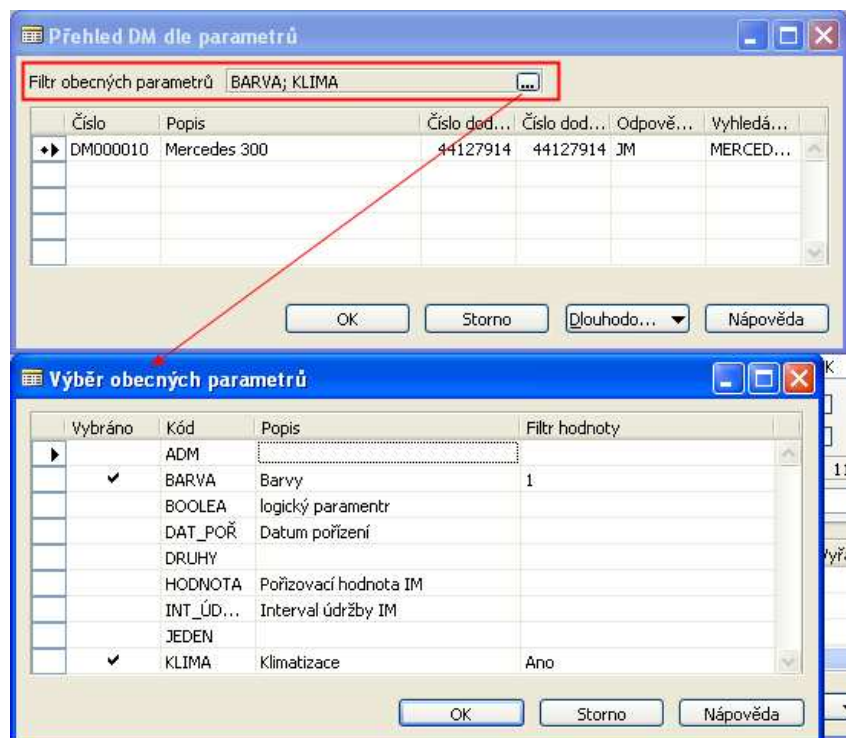 Přehled DM dle parametrů
Filtr obecných parametrů BARVA; KLIMA ...
Číslo Popis Číslo dod... Číslo dod... Odpově... Vyhledá...
DM000010 Mercedes 300 44127914 44127914 JM MERCED...
OK Storno Dlouhodo... Nápověda
Výběr obecných parametrů
K
Vybráno Kód Popis Filtr hodnoty
ADM
BARVA Barvy 1
BOOLEA logický paramentr
DAT_POŘ Datum pořízení
DRUHY
HODNOTA Pořizovací hodnota IM
INT_ÚD... Interval údržby IM
JEDEN
KLIMA Klimatizace Ano
OK Storno Nápověda